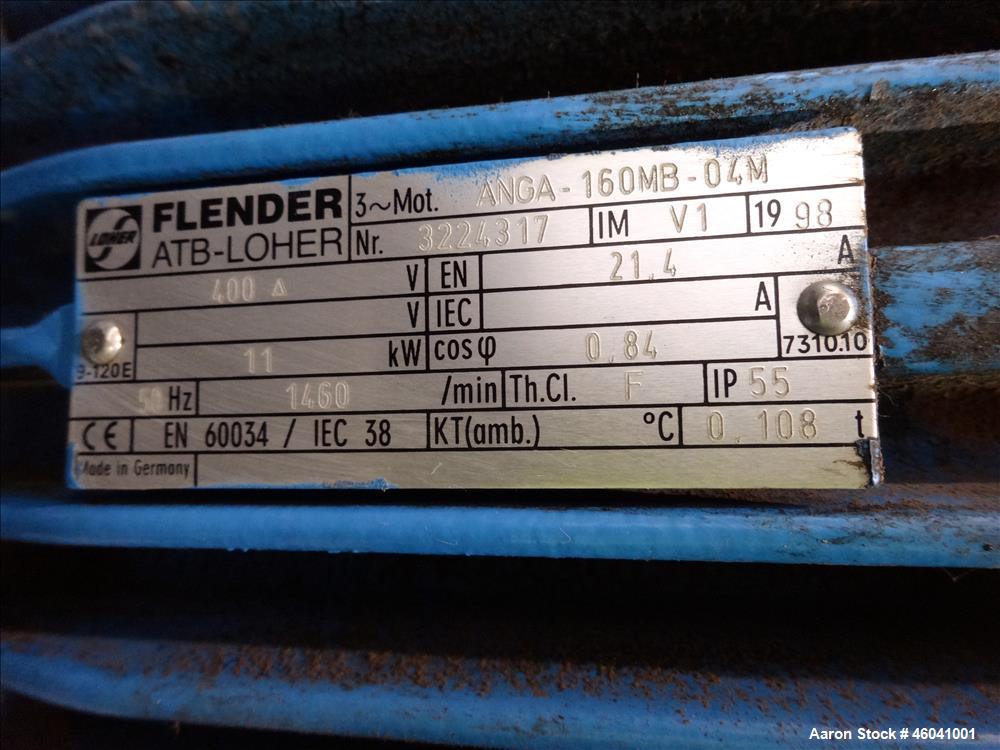 LOHER
FLENDER
ATB-LOHER
3~Mot. ANGA-160MB-04M
Nr. 3224317 IM V1 1998
400 Δ V EN 21,4 A
V IEC A
9-120E 11 kW cosφ 0,84 7310.10
50 Hz 1460 /min Th.Cl. F IP 55
CE EN 60034 / IEC 38 KT(amb.) °C 0,108 t
Made in Germany
Aaron Stock # 46041001